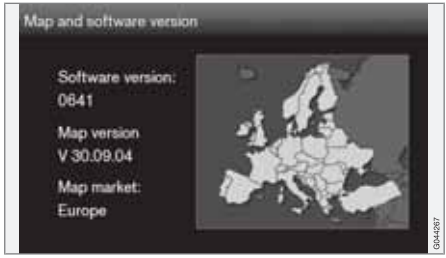 Map and software version
Software version:
0641
Map version
V 30.09.04
Map market:
Europe
G044267